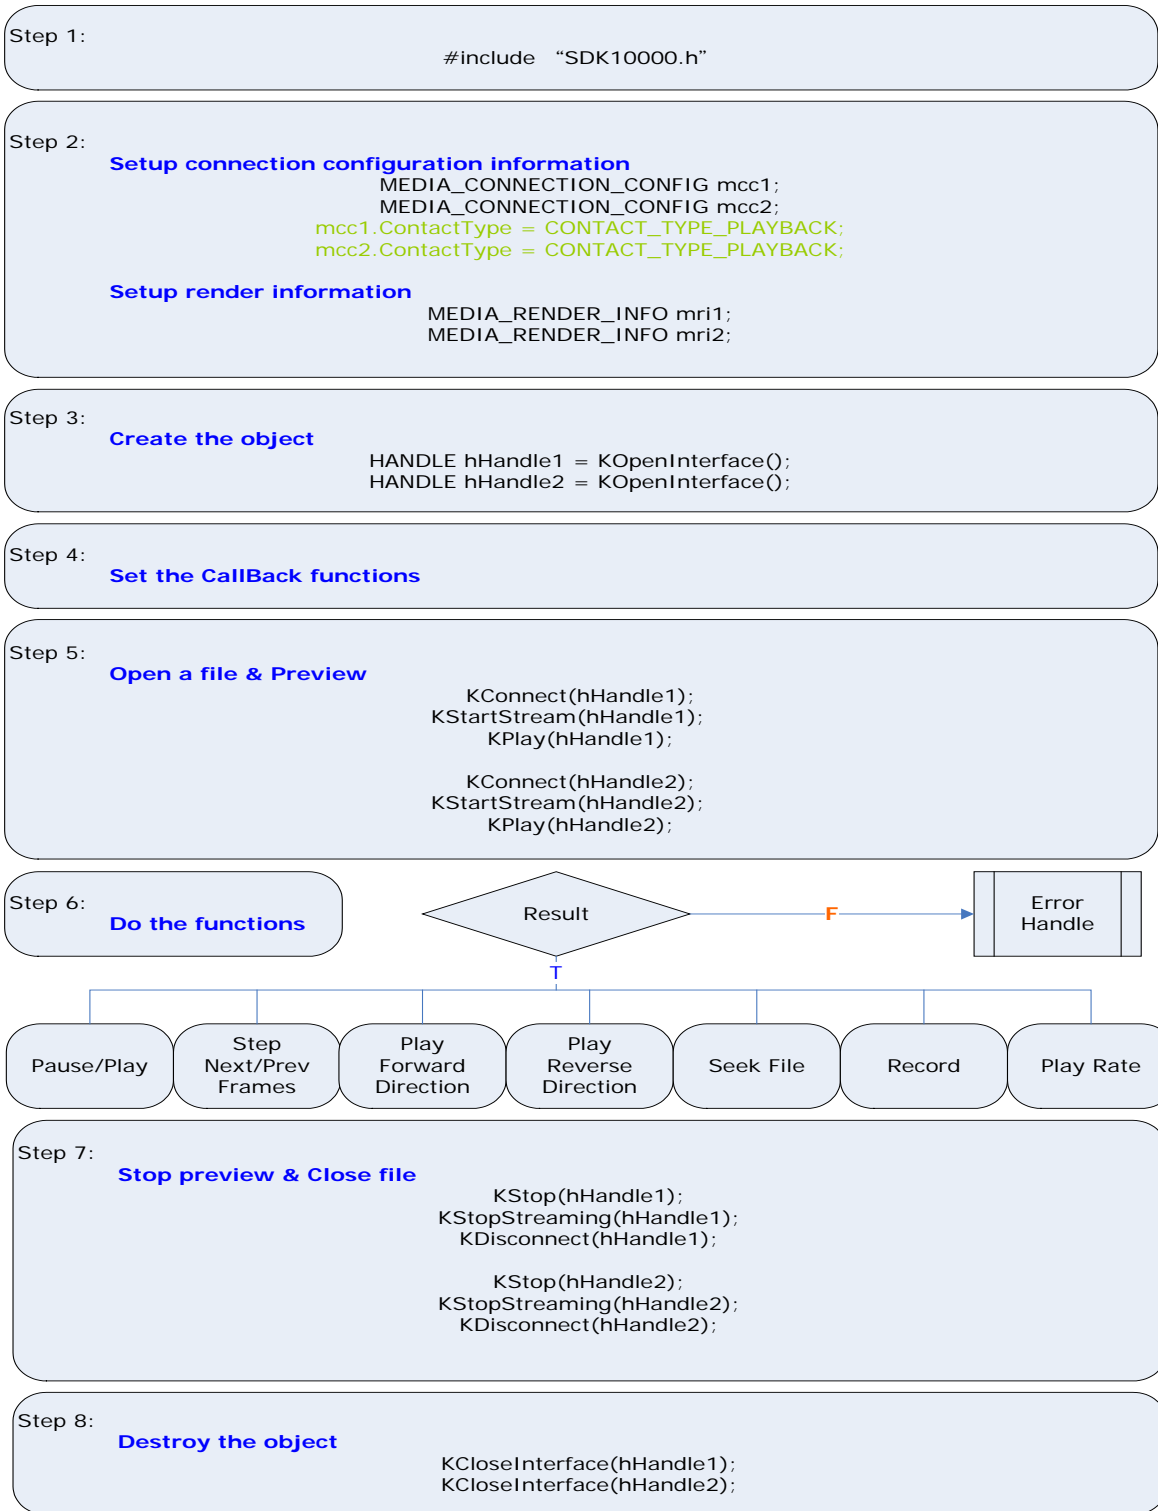 Step 1:
#include “SDK10000.h”
Step 2:
Setup connection configuration information
MEDIA_CONNECTION_CONFIG mcc1;
MEDIA_CONNECTION_CONFIG mcc2;
mcc1.ContactType = CONTACT_TYPE_PLAYBACK;
mcc2.ContactType = CONTACT_TYPE_PLAYBACK;
Setup render information
MEDIA_RENDER_INFO mri1;
MEDIA_RENDER_INFO mri2;
Step 3:
Create the object
HANDLE hHandle1 = KOpenInterface();
HANDLE hHandle2 = KOpenInterface();
Step 4:
Set the CallBack functions
Step 5:
Open a file & Preview
KConnect(hHandle1);
KStartStream(hHandle1);
KPlay(hHandle1);
KConnect(hHandle2);
KStartStream(hHandle2);
KPlay(hHandle2);
Step 6:
Do the functions
Result
F
Error
Handle
T
Pause/Play
Step
Next/Prev
Frames
Play
Forward
Direction
Play
Reverse
Direction
Seek File
Record
Play Rate
Step 7:
Stop preview & Close file
KStop(hHandle1);
KStopStreaming(hHandle1);
KDisconnect(hHandle1);
KStop(hHandle2);
KStopStreaming(hHandle2);
KDisconnect(hHandle2);
Step 8:
Destroy the object
KCloseInterface(hHandle1);
KCloseInterface(hHandle2);